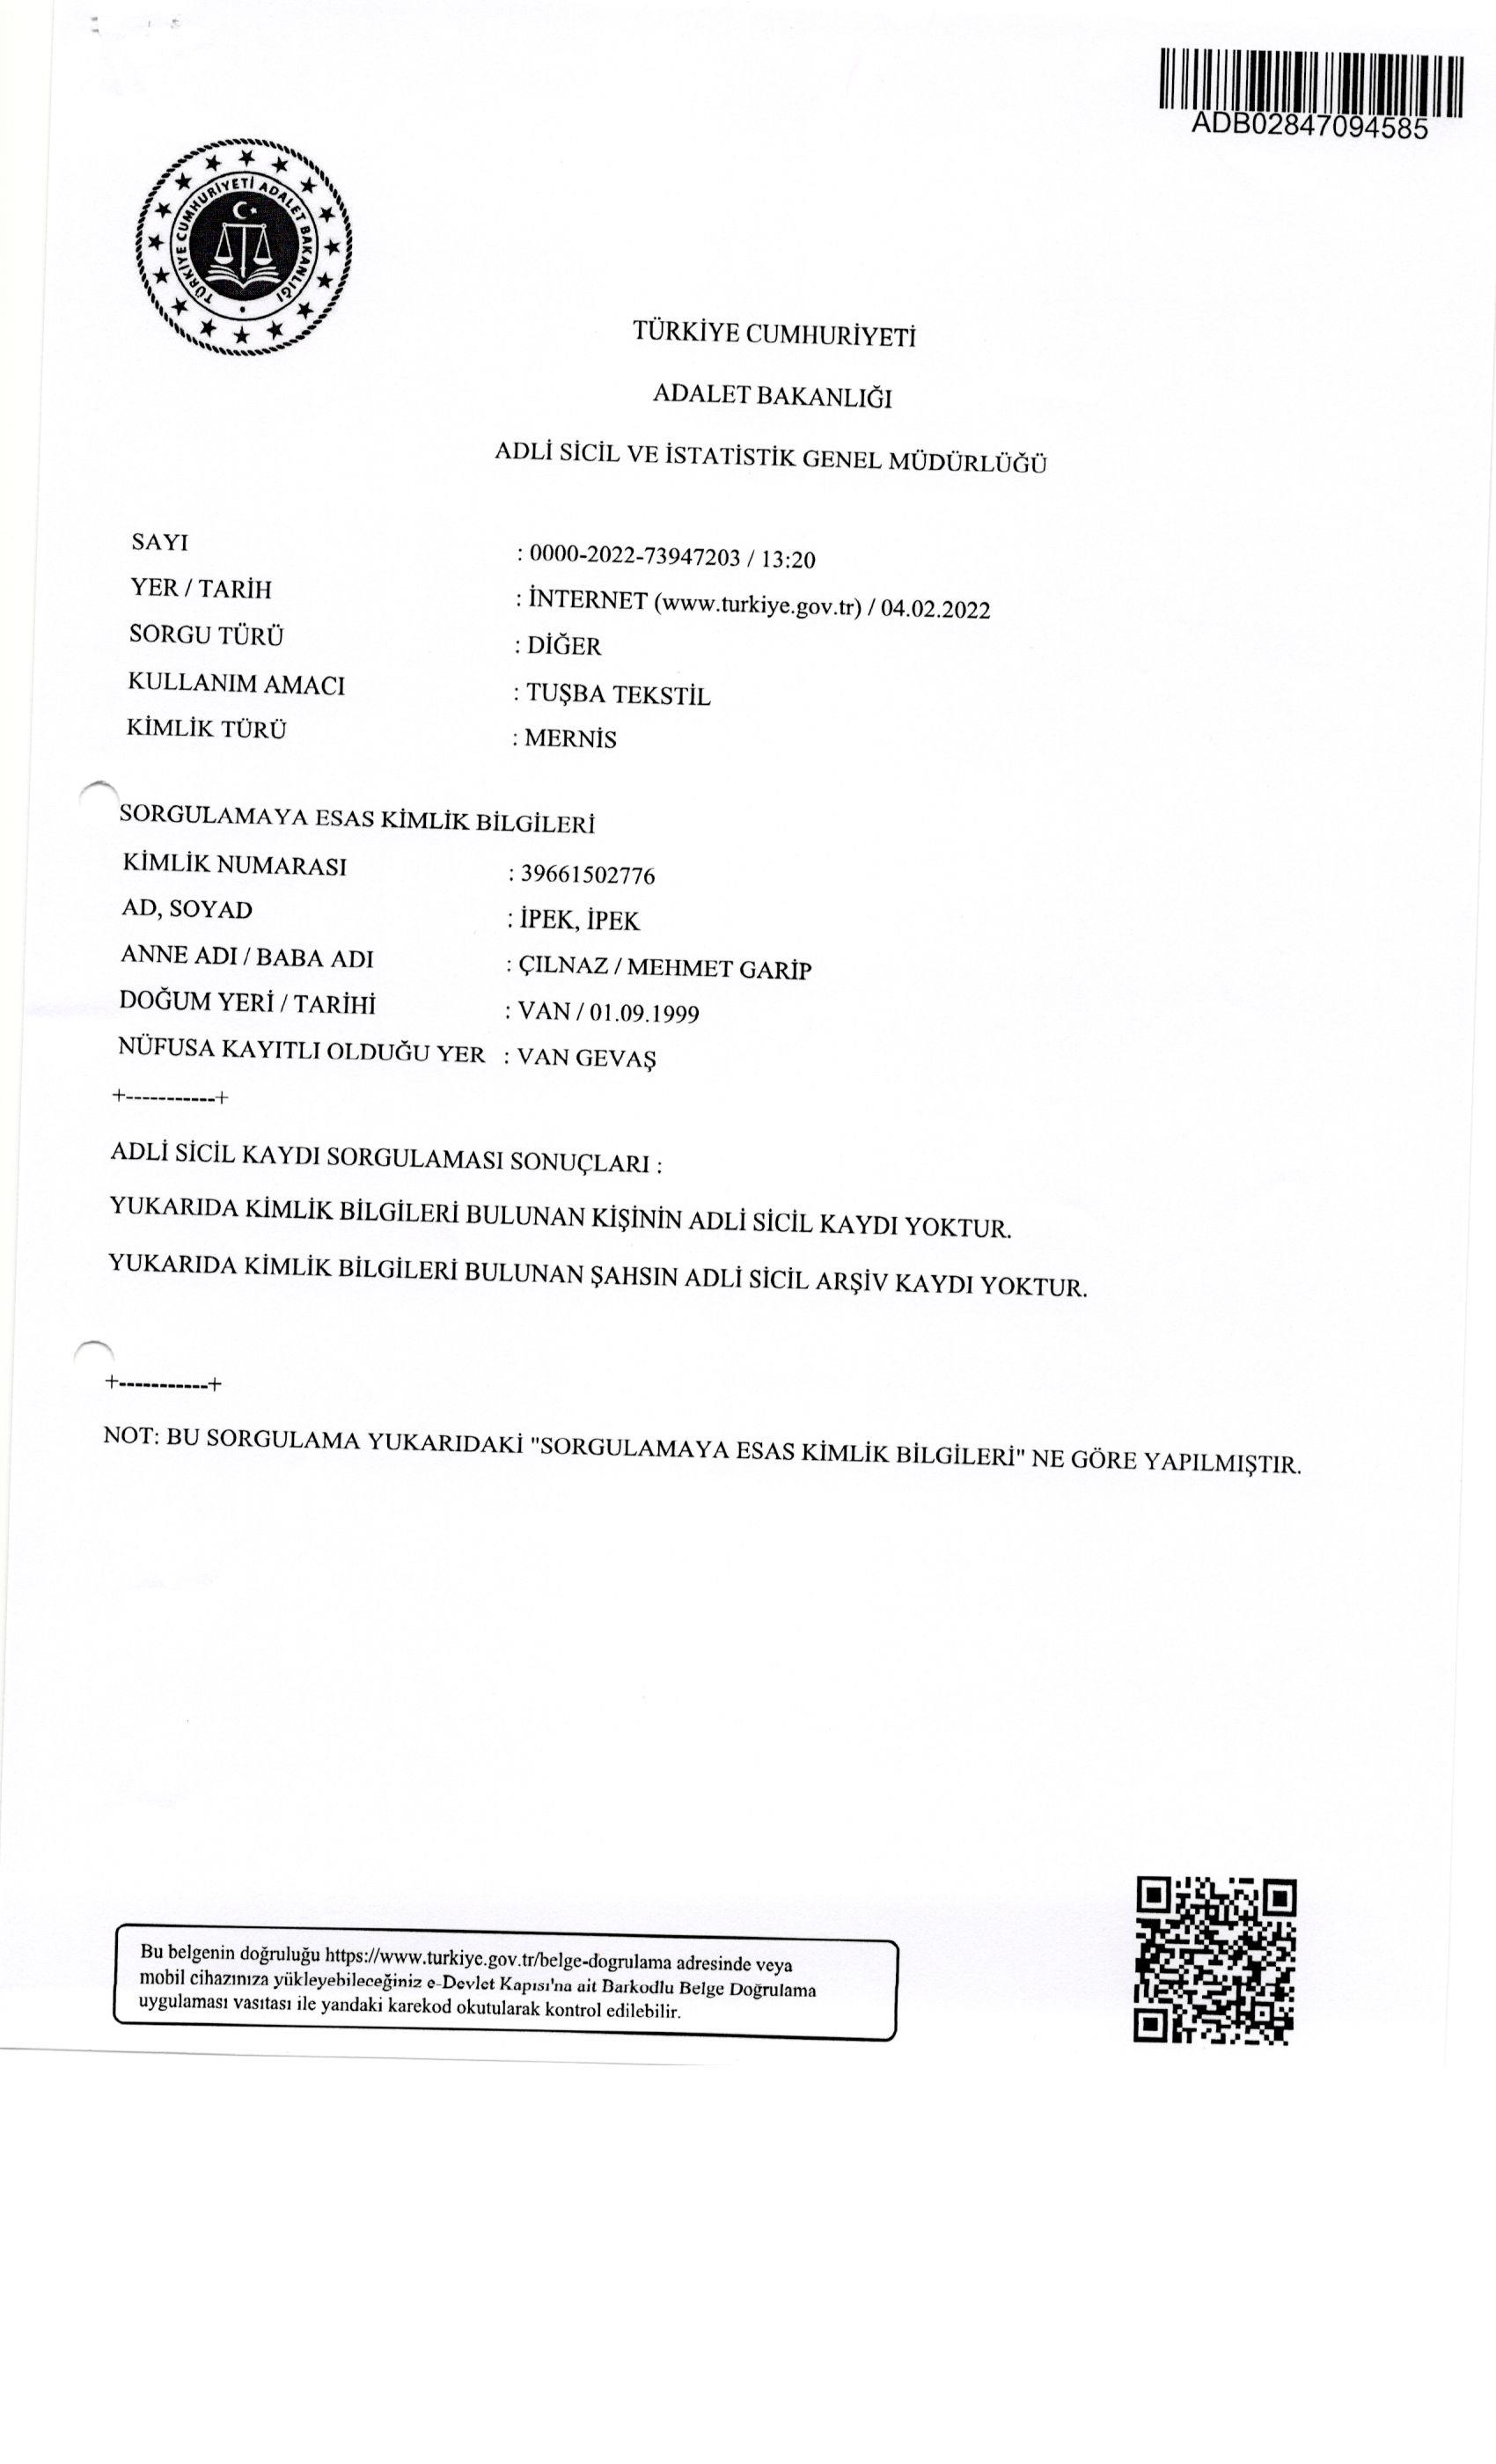 ADB02847094585
TÜRKİYE CUMHURİYETİ ADALET BAKANLIĞI
TÜRKİYE CUMHURİYETİ
ADALET BAKANLIĞI
ADLİ SİCİL VE İSTATİSTİK GENEL MÜDÜRLÜĞÜ
SAYI : 0000-2022-73947203 / 13:20
YER / TARİH : İNTERNET (www.turkiye.gov.tr) / 04.02.2022
SORGU TÜRÜ : DİĞER
KULLANIM AMACI : TUŞBA TEKSTİL
KİMLİK TÜRÜ : MERNİS
SORGULAMAYA ESAS KİMLİK BİLGİLERİ
KİMLİK NUMARASI : 39661502776
AD, SOYAD : İPEK, İPEK
ANNE ADI / BABA ADI : ÇILNAZ / MEHMET GARİP
DOĞUM YERİ / TARİHİ : VAN / 01.09.1999
NÜFUSA KAYITLI OLDUĞU YER : VAN GEVAŞ
+-----------+
ADLİ SİCİL KAYDI SORGULAMASI SONUÇLARI :
YUKARIDA KİMLİK BİLGİLERİ BULUNAN KİŞİNİN ADLİ SİCİL KAYDI YOKTUR.
YUKARIDA KİMLİK BİLGİLERİ BULUNAN ŞAHSIN ADLİ SİCİL ARŞİV KAYDI YOKTUR.
+-----------+
NOT: BU SORGULAMA YUKARIDAKİ "SORGULAMAYA ESAS KİMLİK BİLGİLERİ" NE GÖRE YAPILMIŞTIR.
Bu belgenin doğruluğu https://www.turkiye.gov.tr/belge-dogrulama adresinde veya
mobil cihazınıza yükleyebileceğiniz e-Devlet Kapısı'na ait Barkodlu Belge Doğrulama
uygulaması vasıtası ile yandaki karekod okutularak kontrol edilebilir.